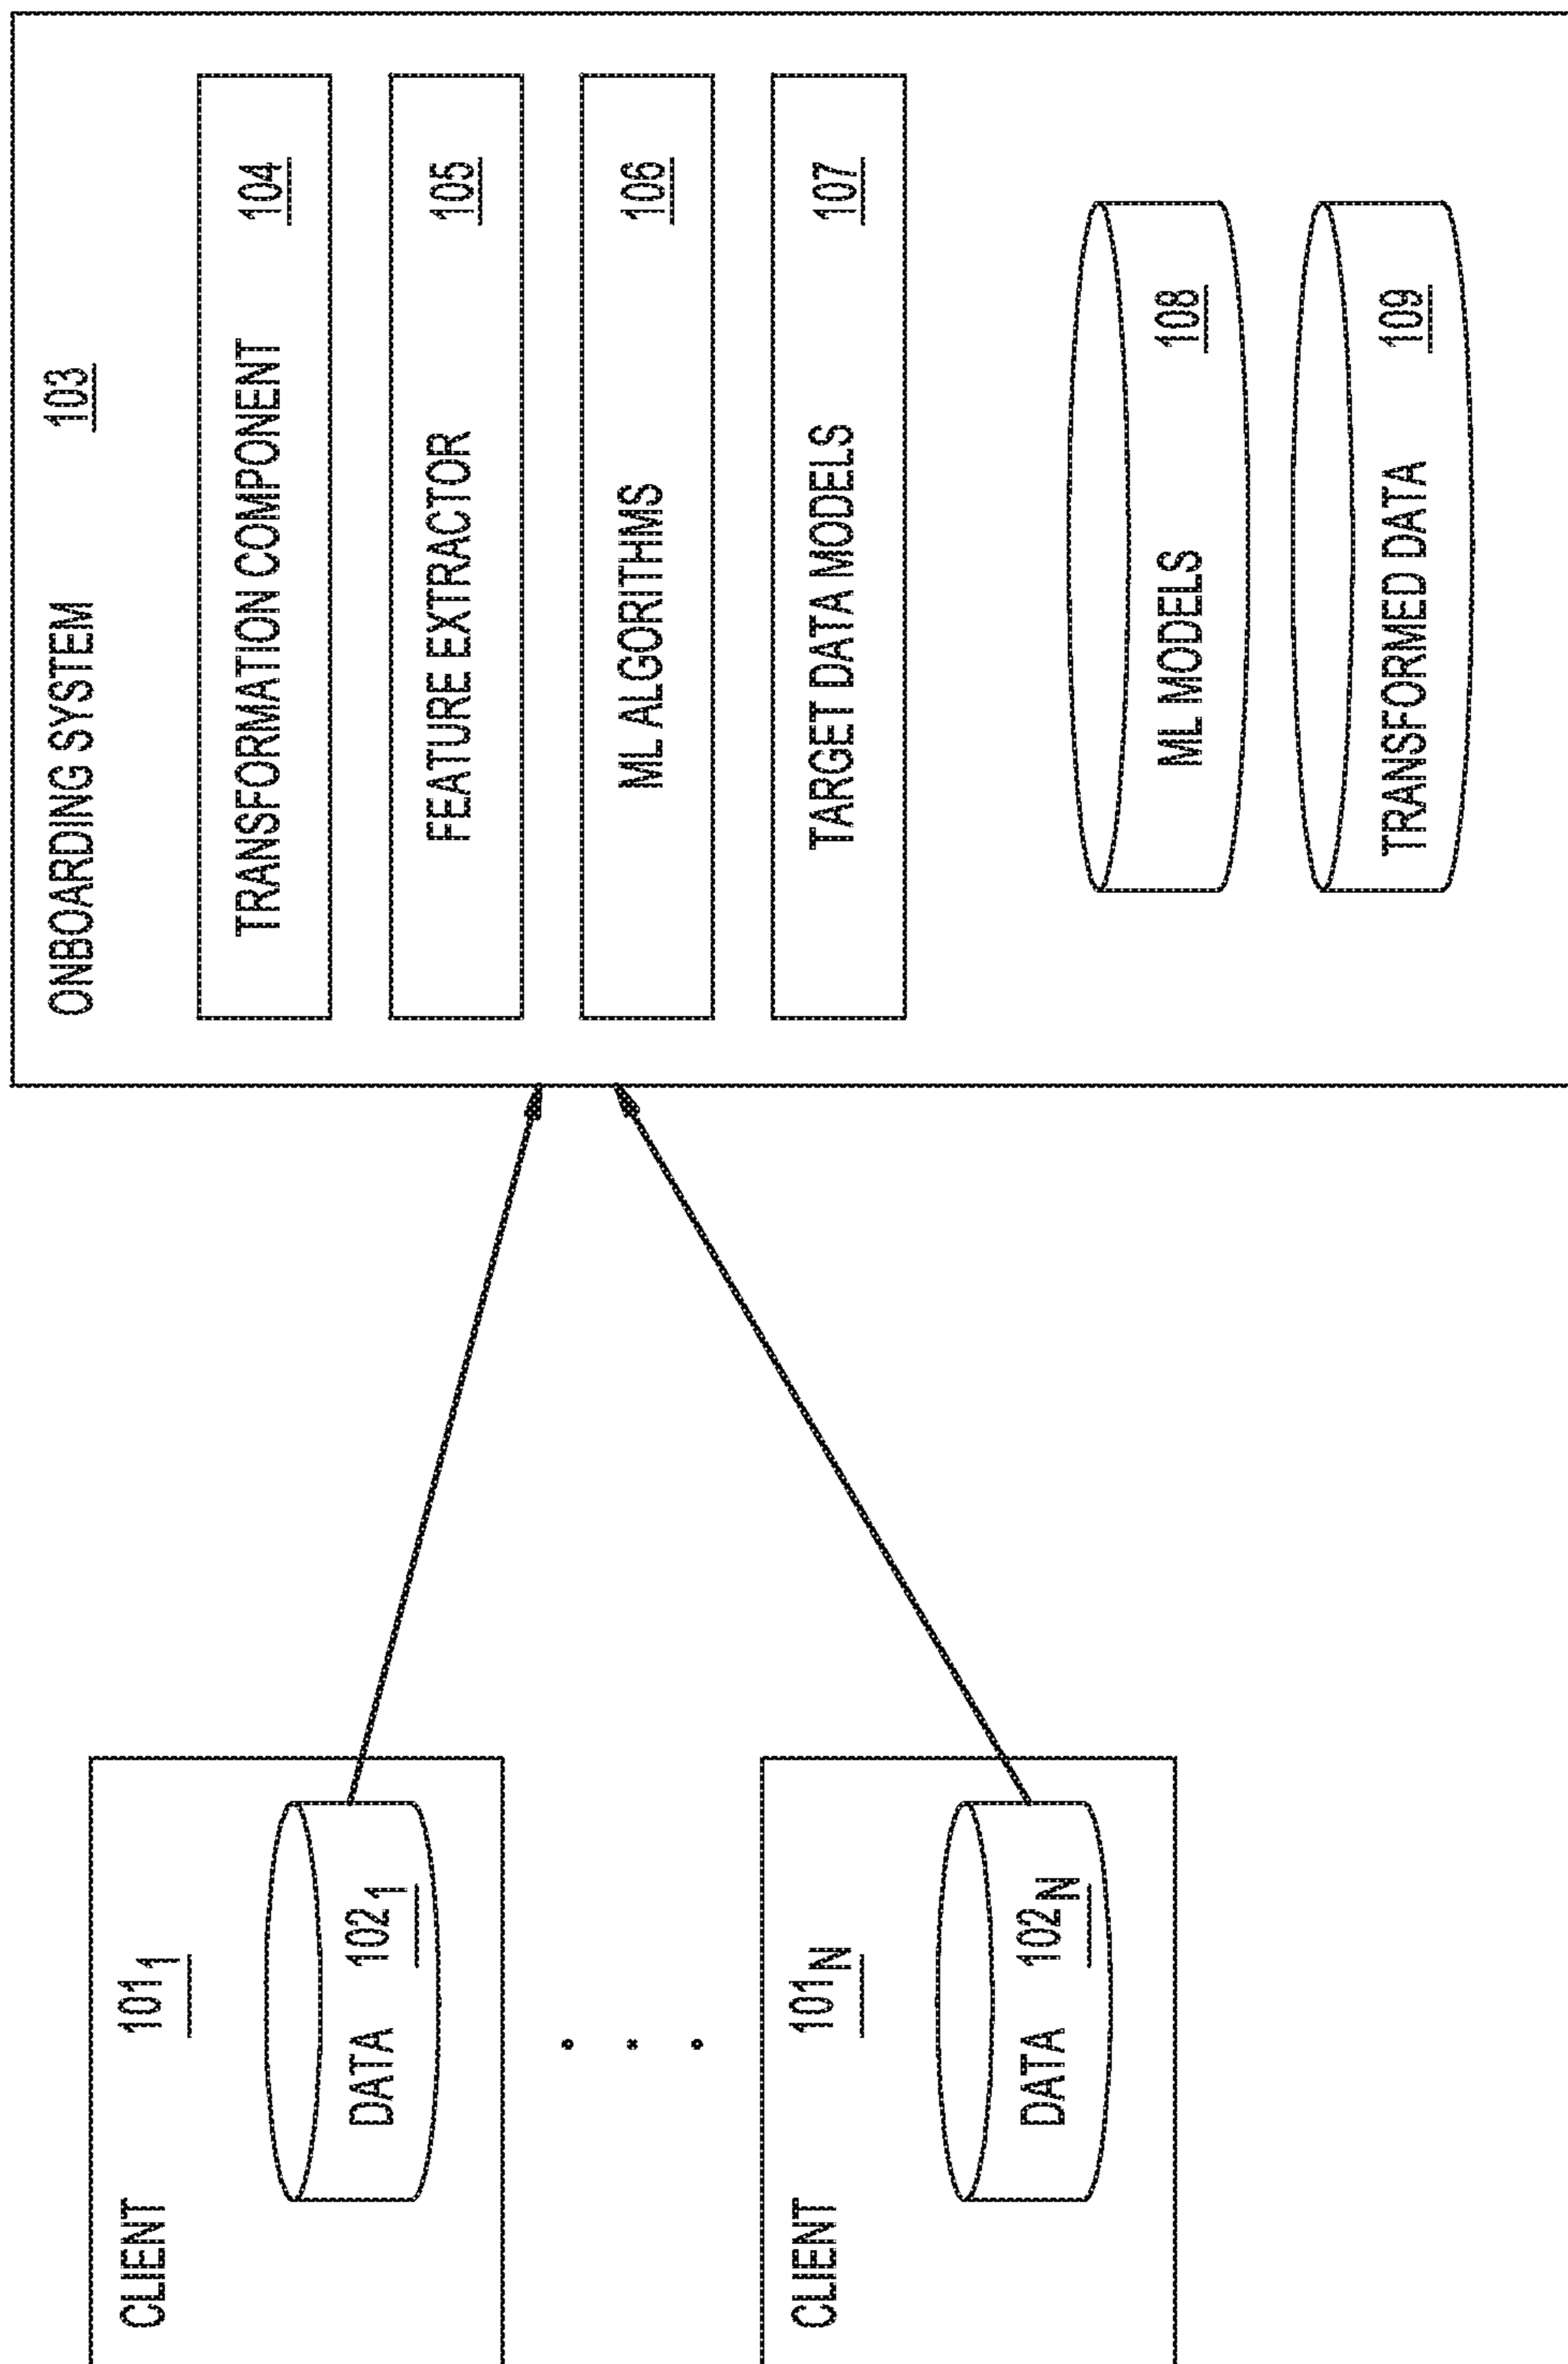 CLIENT 101₁
DATA 102₁
CLIENT 101N
DATA 102N
ONBOARDING SYSTEM 103
TRANSFORMATION COMPONENT 104
FEATURE EXTRACTOR 105
ML ALGORITHMS 106
TARGET DATA MODELS 107
ML MODELS 108
TRANSFORMED DATA 109